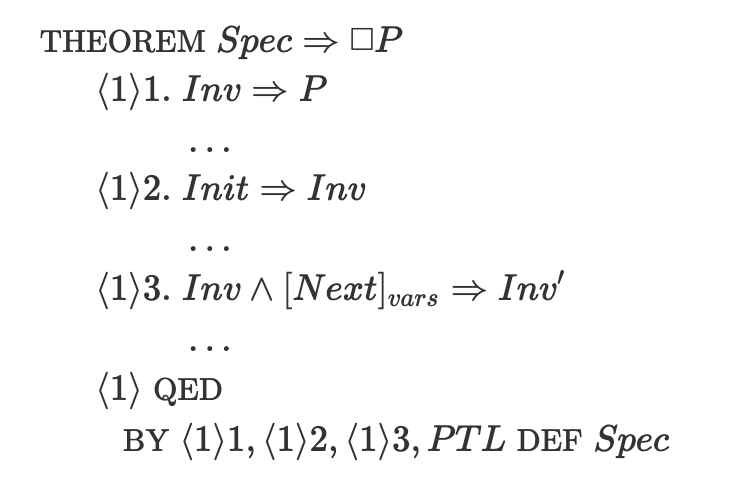 THEOREM Spec ⇒ □P
⟨1⟩1. Inv ⇒ P
...
⟨1⟩2. Init ⇒ Inv
...
⟨1⟩3. Inv ∧ [Next]_vars ⇒ Inv′
...
⟨1⟩ QED
BY ⟨1⟩1, ⟨1⟩2, ⟨1⟩3, PTL DEF Spec